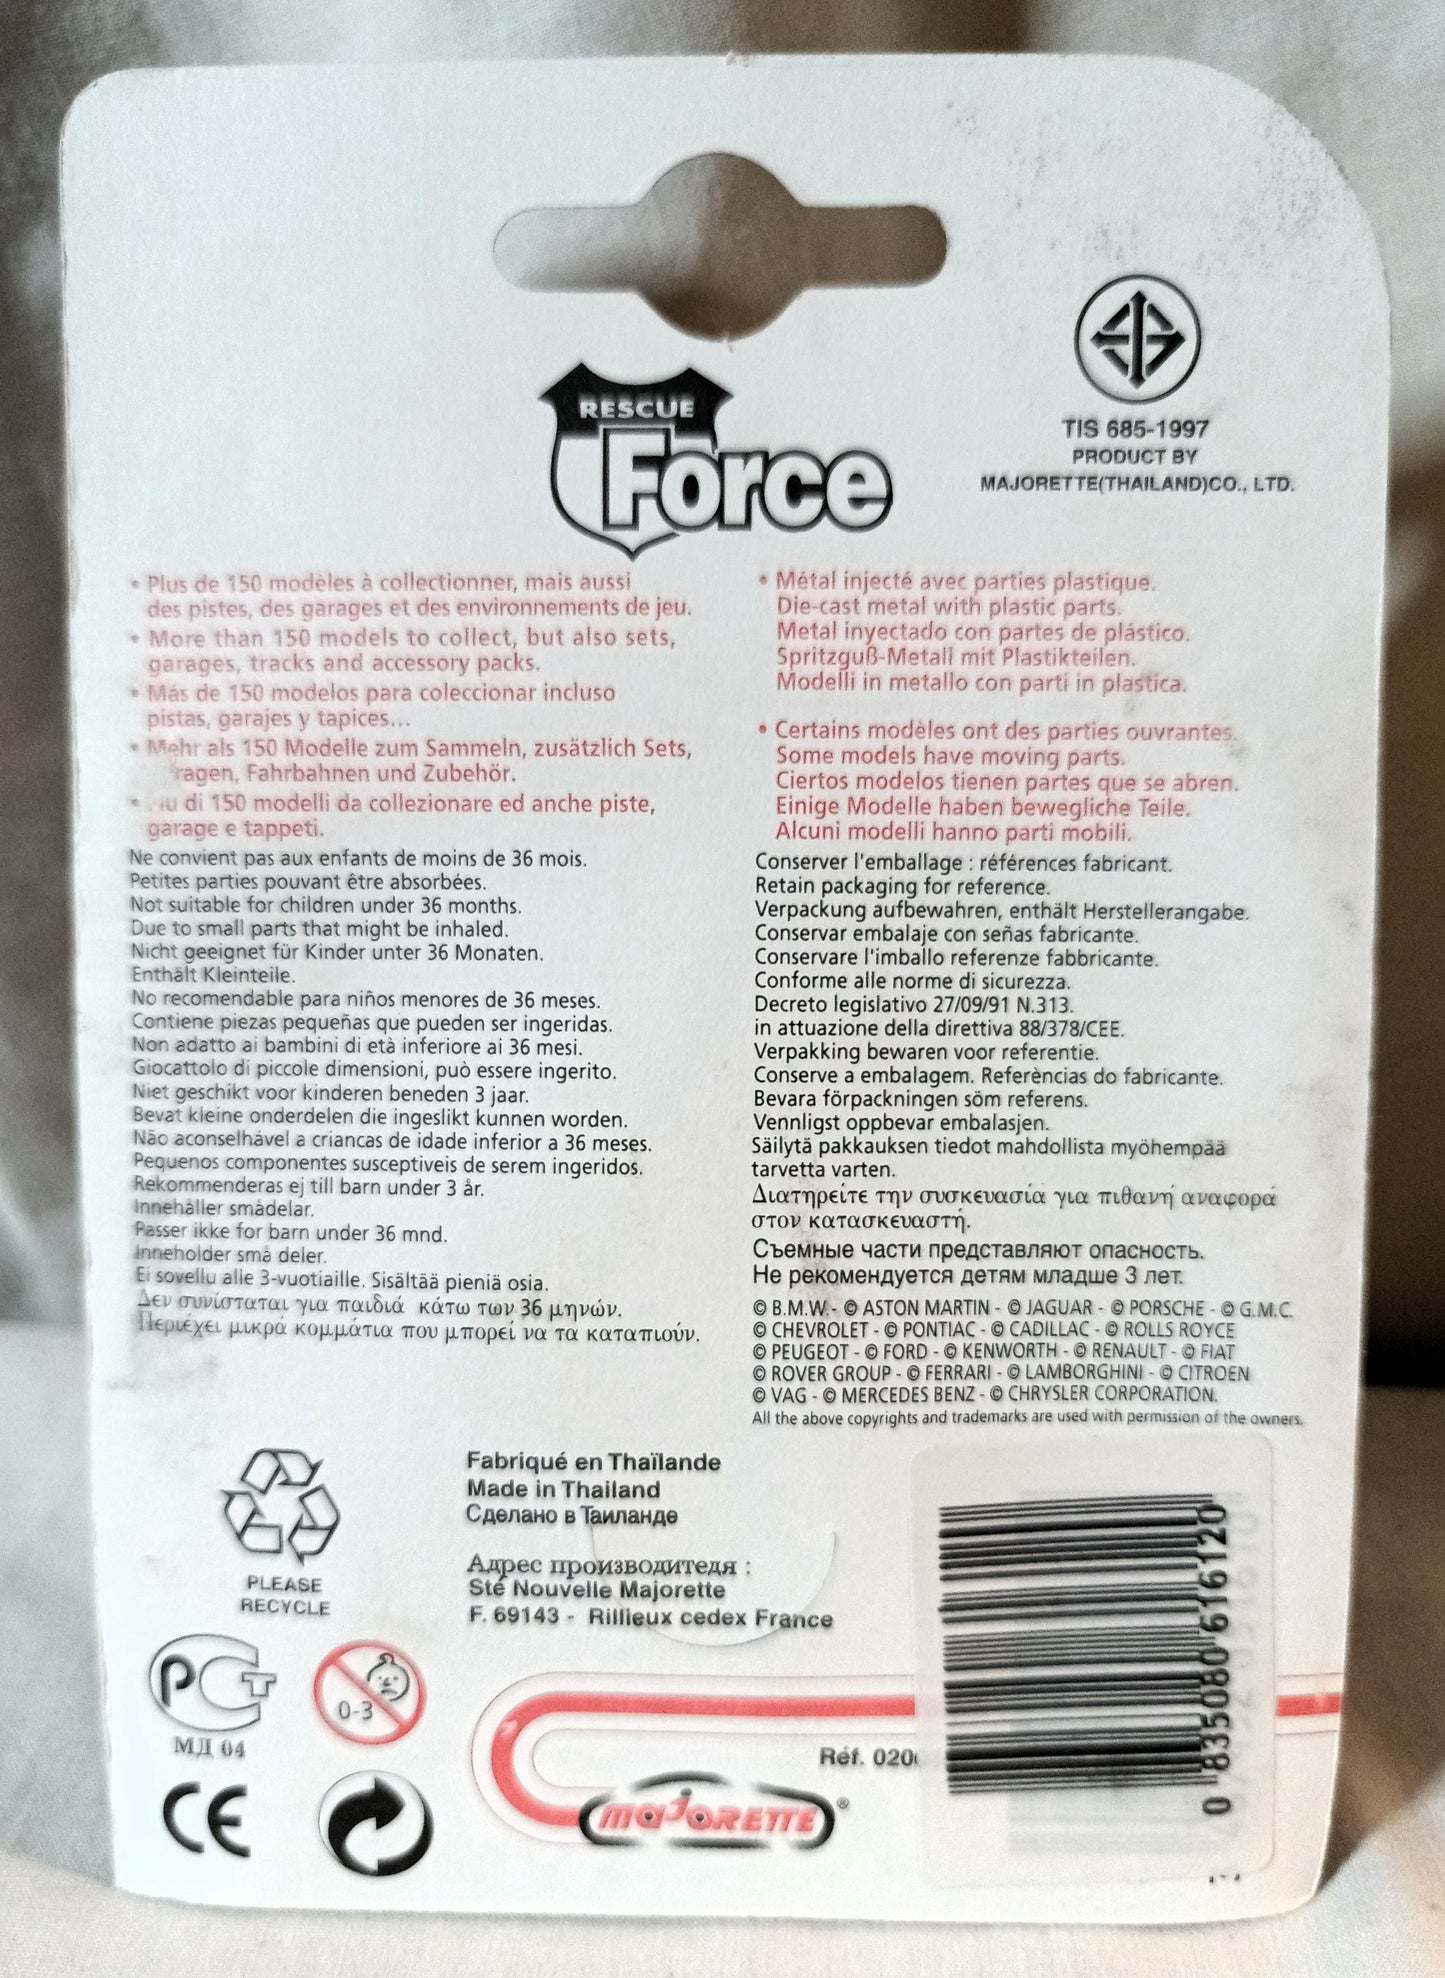 RESCUE
Force
TIS 685-1997
PRODUCT BY
MAJORETTE(THAILAND)CO., LTD.
• Plus de 150 modèles à collectionner, mais aussi
des pistes, des garages et des environnements de jeu.
• More than 150 models to collect, but also sets,
garages, tracks and accessory packs.
• Más de 150 modelos para coleccionar incluso
pistas, garajes y tapices...
• Mehr als 150 Modelle zum Sammeln, zusätzlich Sets,
ragen, Fahrbahnen und Zubehör.
• di 150 modelli da collezionare ed anche piste,
garage e tappeti.
Ne convient pas aux enfants de moins de 36 mois.
Petites parties pouvant être absorbées.
Not suitable for children under 36 months.
Due to small parts that might be inhaled.
Nicht geeignet für Kinder unter 36 Monaten.
Enthält Kleinteile.
No recomendable para niños menores de 36 meses.
Contiene piezas pequeñas que pueden ser ingeridas.
Non adatto ai bambini di età inferiore ai 36 mesi.
Giocattolo di piccole dimensioni, può essere ingerito.
Niet geschikt voor kinderen beneden 3 jaar.
Bevat kleine onderdelen die ingeslikt kunnen worden.
Não aconselhável a criancas de idade inferior a 36 meses.
Pequenos componentes susceptiveis de serem ingeridos.
Rekommenderas ej till barn under 3 år.
Innehåller smådelar.
Passer ikke for barn under 36 mnd.
Inneholder små deler.
Ei sovellu alle 3-vuotiaille. Sisältää pieniä osia.
Δεν συνίσταται για παιδιά κάτω των 36 μηνών.
Περιέχει μικρά κομμάτια που μπορεί να τα καταπιούν.
• Métal injecté avec parties plastique.
Die-cast metal with plastic parts.
Metal inyectado con partes de plástico.
Spritzguß-Metall mit Plastikteilen.
Modelli in metallo con parti in plastica.
• Certains modèles ont des parties ouvrantes.
Some models have moving parts.
Ciertos modelos tienen partes que se abren.
Einige Modelle haben bewegliche Teile.
Alcuni modelli hanno parti mobili.
Conserver l'emballage : références fabricant.
Retain packaging for reference.
Verpackung aufbewahren, enthält Herstellerangabe.
Conservar embalaje con señas fabricante.
Conservare l'imballo referenze fabbricante.
Conforme alle norme di sicurezza.
Decreto legislativo 27/09/91 N.313.
in attuazione della direttiva 88/378/CEE.
Verpakking bewaren voor referentie.
Conserve a embalagem. Referèncias do fabricante.
Bevara förpackningen söm referens.
Vennligst oppbevar embalasjen.
Säilytä pakkauksen tiedot mahdollista myöhempää
tarvetta varten.
Διατηρείτε την συσκευασία για πιθανή αναφορά
στον κατασκευαστή.
Съемные части представляют опасность.
Не рекомендуется детям младше 3 лет.
© B.M.W.- © ASTON MARTIN - © JAGUAR - © PORSCHE - © G.M.C.
© CHEVROLET - © PONTIAC - © CADILLAC - © ROLLS ROYCE
© PEUGEOT - © FORD - © KENWORTH - © RENAULT - © FIAT
© ROVER GROUP - © FERRARI - © LAMBORGHINI - © CITROEN
© VAG - © MERCEDES BENZ - © CHRYSLER CORPORATION.
All the above copyrights and trademarks are used with permission of the owners.
PLEASE
RECYCLE
Fabriqué en Thaïlande
Made in Thailand
Сделано в Таиланде
Адрес производителя :
Sté Nouvelle Majorette
F. 69143 - Rillieux cedex France
РСТ
МД 04
0-3
CE
Réf. 020
majorette®
0 835080 616120